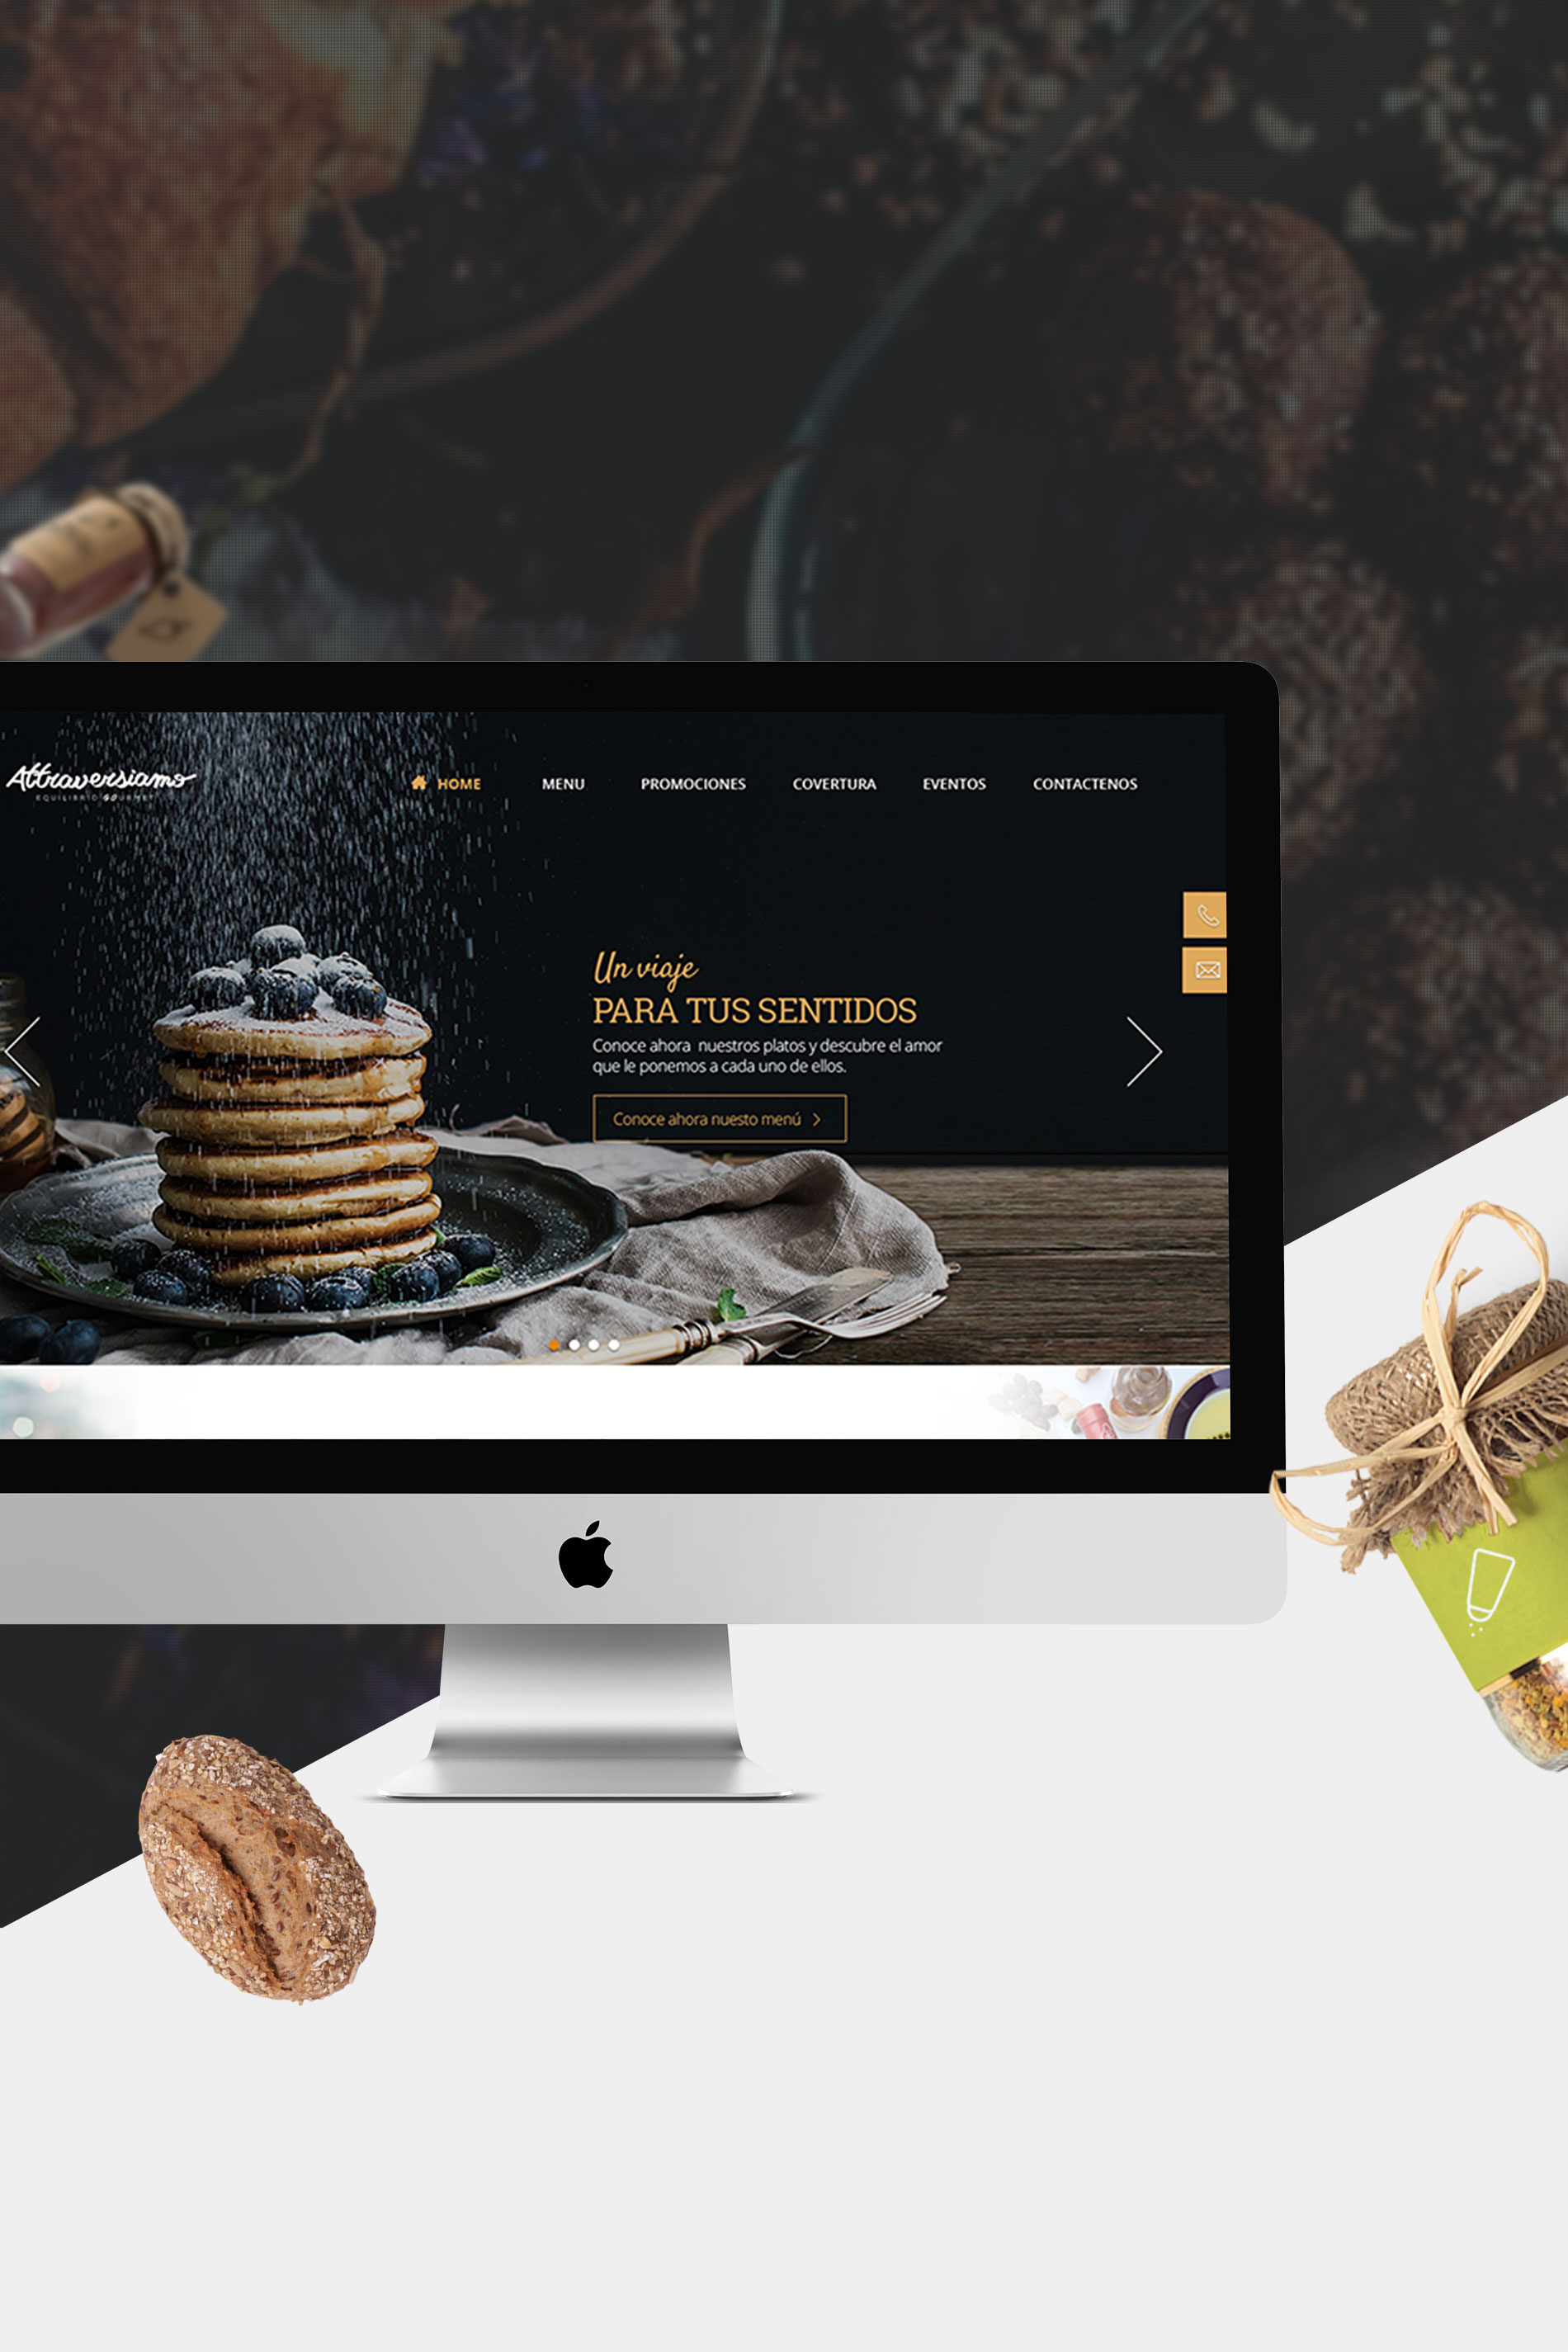 Attraversiamo
EQUILIBRIO GOURMET
HOME MENU PROMOCIONES COVERTURA EVENTOS CONTACTENOS
Un viaje
PARA TUS SENTIDOS
Conoce ahora nuestros platos y descubre el amor
que le ponemos a cada uno de ellos.
Conoce ahora nuesto menú